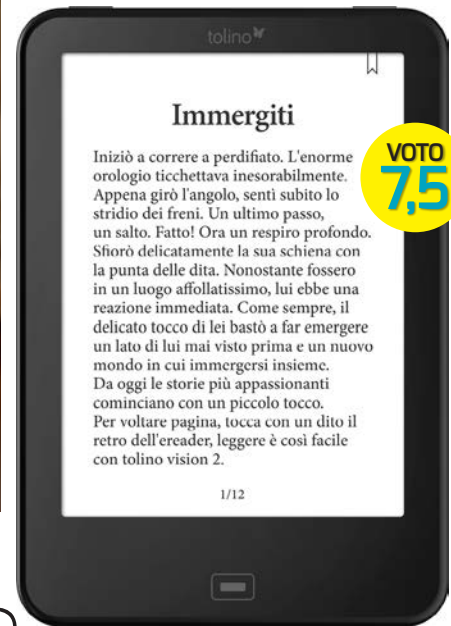 tolino
Immergiti
Iniziò a correre a perdifiato. L'enorme
orologio ticchettava inesorabilmente.
Appena girò l'angolo, sentì subito lo
stridio dei freni. Un ultimo passo,
un salto. Fatto! Ora un respiro profondo.
Sfiorò delicatamente la sua schiena con
la punta delle dita. Nonostante fossero
in un luogo affollatissimo, lui ebbe una
reazione immediata. Come sempre, il
delicato tocco di lei bastò a far emergere
un lato di lui mai visto prima e un nuovo
mondo in cui immergersi insieme.
Da oggi le storie più appassionanti
cominciano con un piccolo tocco.
Per voltare pagina, tocca con un dito il
retro dell'ereader, leggere è così facile
con tolino vision 2.
1/12
VOTO
7,5